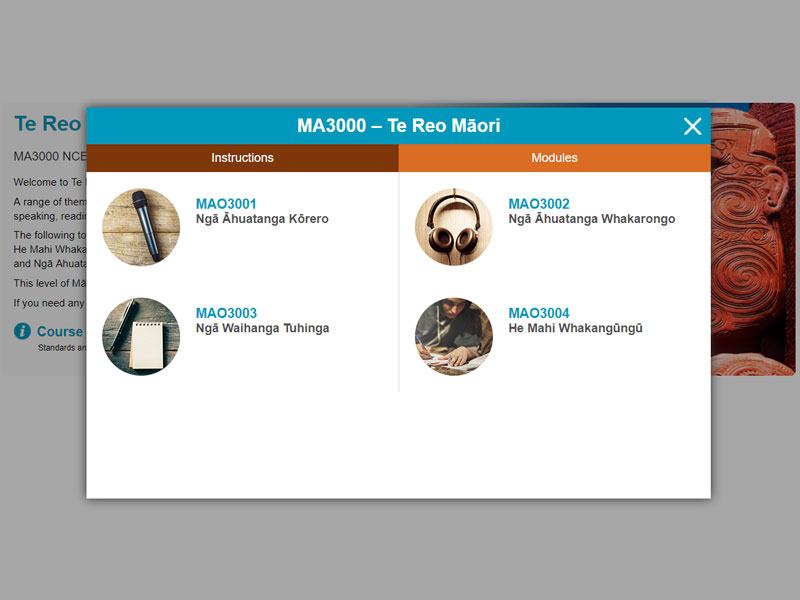 MA3000 – Te Reo Māori
Instructions
Modules
MAO3001
Ngā Āhuatanga Kōrero
MAO3002
Ngā Āhuatanga Whakarongo
MAO3003
Ngā Waihanga Tuhinga
MAO3004
He Mahi Whakangūngū
Te Reo
MA3000 NCE
Welcome to Te
A range of them
speaking, readi
The following to
He Mahi Whaka
and Ngā Ahuata
This level of Mā
If you need any
i Course
Standards an